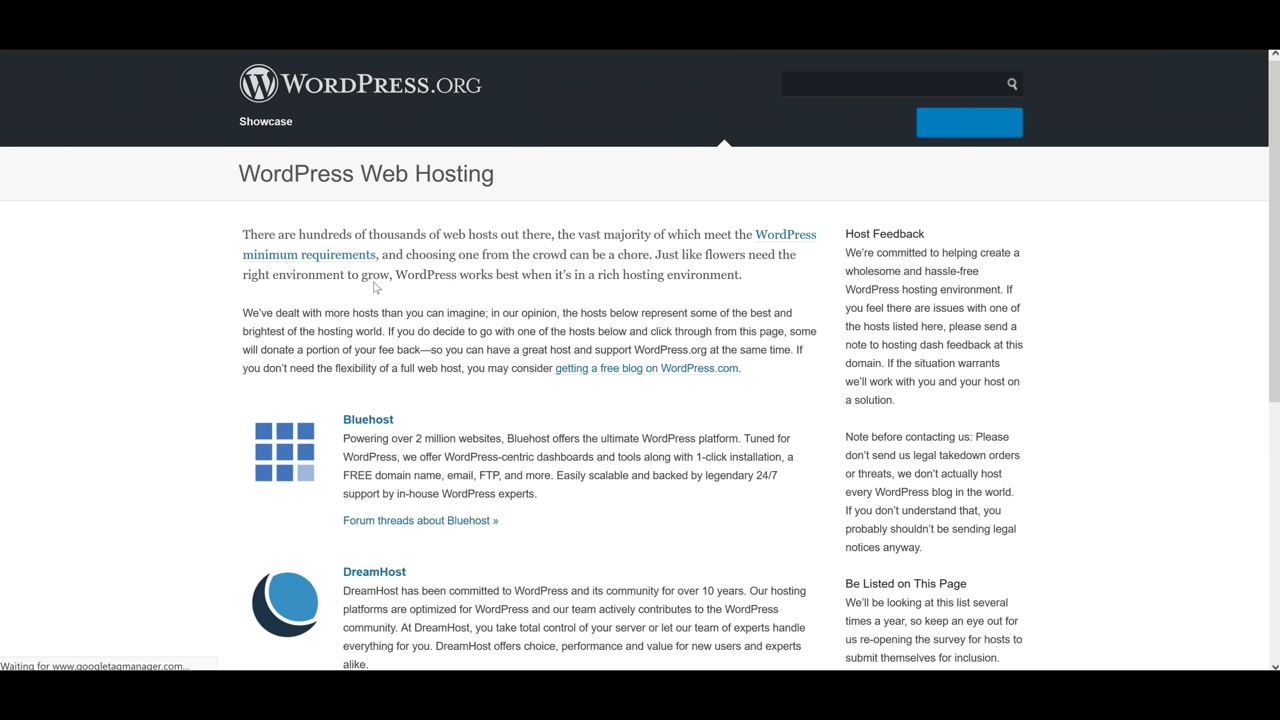 WORDPRESS.ORG
Showcase
WordPress Web Hosting
There are hundreds of thousands of web hosts out there, the vast majority of which meet the WordPress
minimum requirements, and choosing one from the crowd can be a chore. Just like flowers need the
right environment to grow, WordPress works best when it’s in a rich hosting environment.
We’ve dealt with more hosts than you can imagine; in our opinion, the hosts below represent some of the best and
brightest of the hosting world. If you do decide to go with one of the hosts below and click through from this page, some
will donate a portion of your fee back—so you can have a great host and support WordPress.org at the same time. If
you don’t need the flexibility of a full web host, you may consider getting a free blog on WordPress.com.
Bluehost
Powering over 2 million websites, Bluehost offers the ultimate WordPress platform. Tuned for
WordPress, we offer WordPress-centric dashboards and tools along with 1-click installation, a
FREE domain name, email, FTP, and more. Easily scalable and backed by legendary 24/7
support by in-house WordPress experts.
Forum threads about Bluehost »
DreamHost
DreamHost has been committed to WordPress and its community for over 10 years. Our hosting
platforms are optimized for WordPress and our team actively contributes to the WordPress
community. At DreamHost, you take total control of your server or let our team of experts handle
everything for you. DreamHost offers choice, performance and value for new users and experts
alike.
Host Feedback
We’re committed to helping create a
wholesome and hassle-free
WordPress hosting environment. If
you feel there are issues with one of
the hosts listed here, please send a
note to hosting dash feedback at this
domain. If the situation warrants
we’ll work with you and your host on
a solution.
Note before contacting us: Please
don’t send us legal takedown orders
or threats, we don’t actually host
every WordPress blog in the world.
If you don’t understand that, you
probably shouldn’t be sending legal
notices anyway.
Be Listed on This Page
We’ll be looking at this list several
times a year, so keep an eye out for
us re-opening the survey for hosts to
submit themselves for inclusion.
Waiting for www.googletagmanager.com...